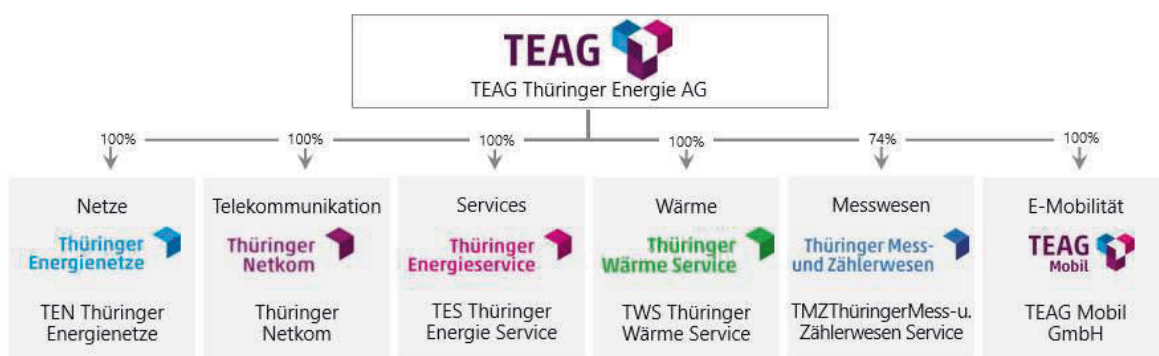 TEAG
TEAG Thüringer Energie AG
100%
100%
100%
100%
74%
100%
Netze
Thüringer
Energienetze
TEN Thüringer
Energienetze
Telekommunikation
Thüringer
Netkom
Thüringer
Netkom
Services
Thüringer
Energieservice
TES Thüringer
Energie Service
Wärme
Thüringer
Wärme Service
TWS Thüringer
Wärme Service
Messwesen
Thüringer Mess-
und Zählerwesen
TMZThüringerMess-u.
Zählerwesen Service
E-Mobilität
TEAG
Mobil
TEAG Mobil
GmbH